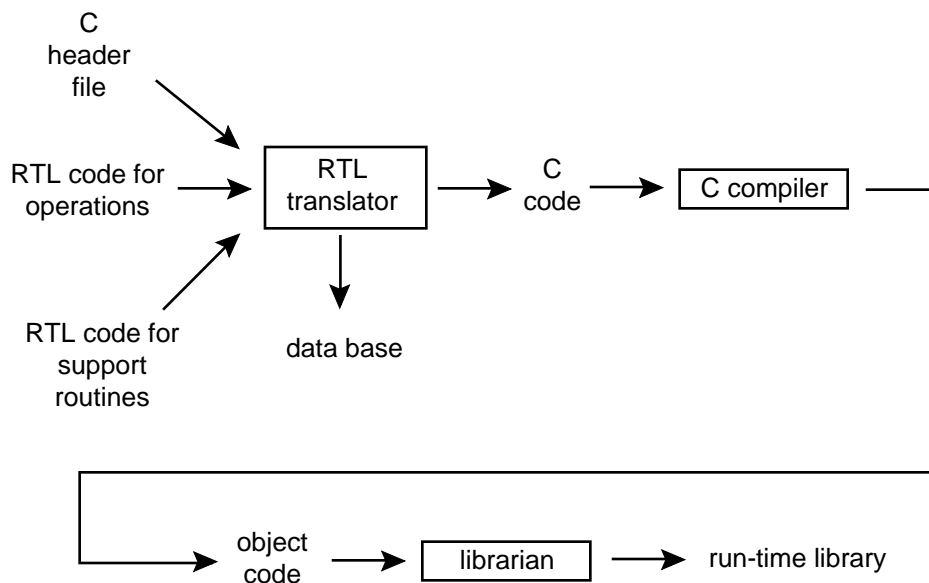 C
header
file
RTL code for
operations
RTL
translator
C
code
C compiler
RTL code for
support
routines
data base
object
code
librarian
run-time library